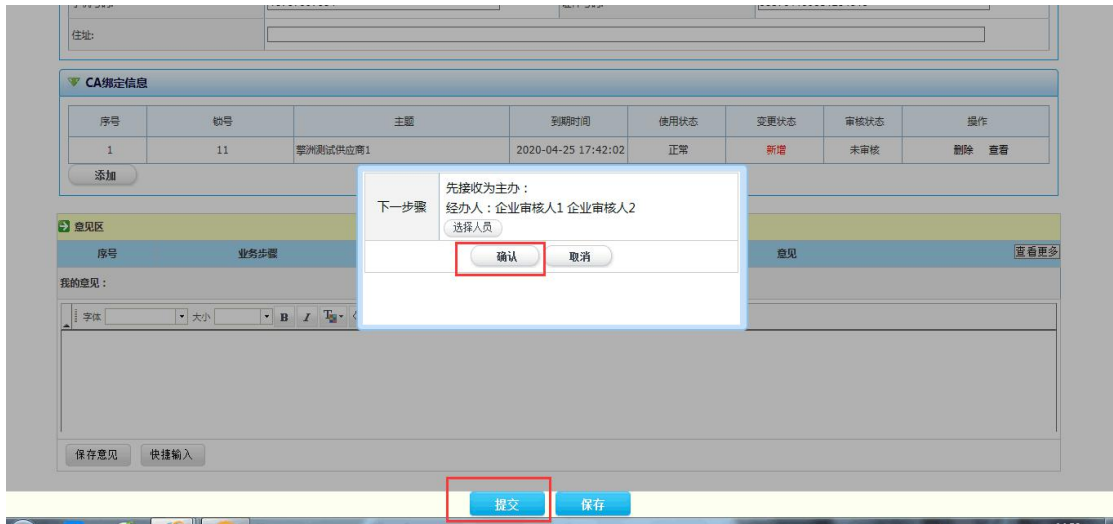 住址:
CA绑定信息
序号 锁号 主题 到期时间 使用状态 变更状态 审核状态 操作
1 11 擎洲测试供应商1 2020-04-25 17:42:02 正常 新增 未审核 删除 查看
添加
下一步骤
先接收为主办：
经办人：企业审核人1 企业审核人2
选择人员
确认 取消
意见区
序号 业务步骤 意见 查看更多
我的意见：
字体 大小 B I T
保存意见 快捷输入
提交 保存